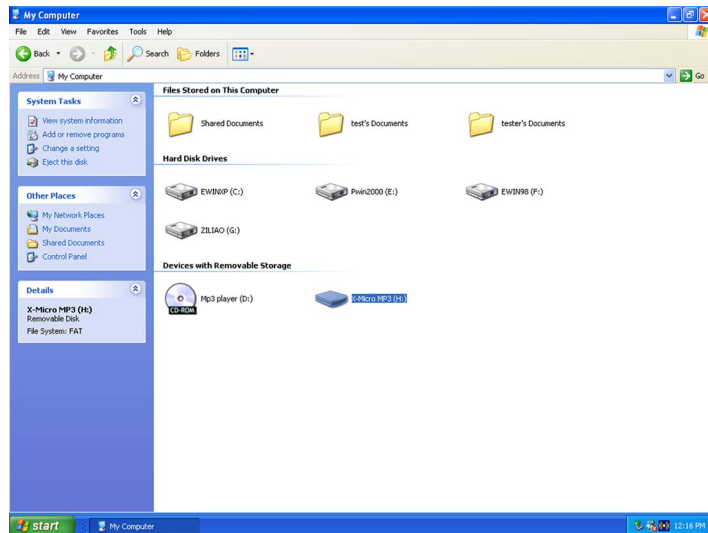 My Computer
File Edit View Favorites Tools Help
Back Search Folders
Address My Computer Go
System Tasks
View system information
Add or remove programs
Change a setting
Eject this disk
Other Places
My Network Places
My Documents
Shared Documents
Control Panel
Details
X-Micro MP3 (H:)
Removable Disk
File System: FAT
Files Stored on This Computer
Shared Documents test's Documents tester's Documents
Hard Disk Drives
EWINXP (C:) Pwin2000 (E:) EWIN98 (F:)
ZILIAO (G:)
Devices with Removable Storage
CD-ROM Mp3 player (D:) X-Micro MP3 (H:)
start My Computer 12:16 PM